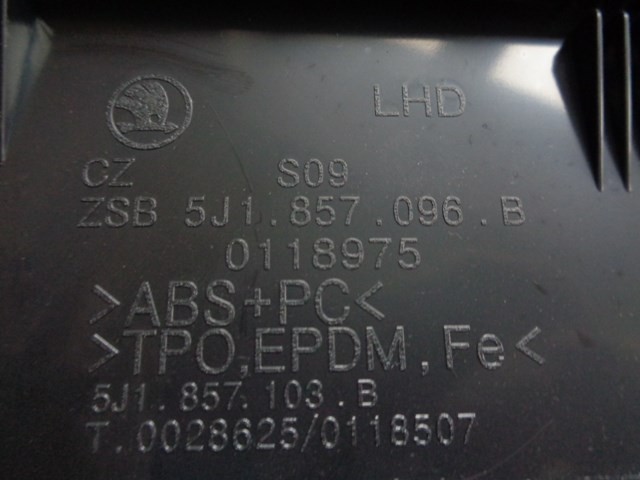 LHD
CZ S09
ZSB 5J1.857.096.B
0118975
>ABS+PC<
>TPO,EPDM,Fe<
5J1.857.103.B
T.0028625/0118507